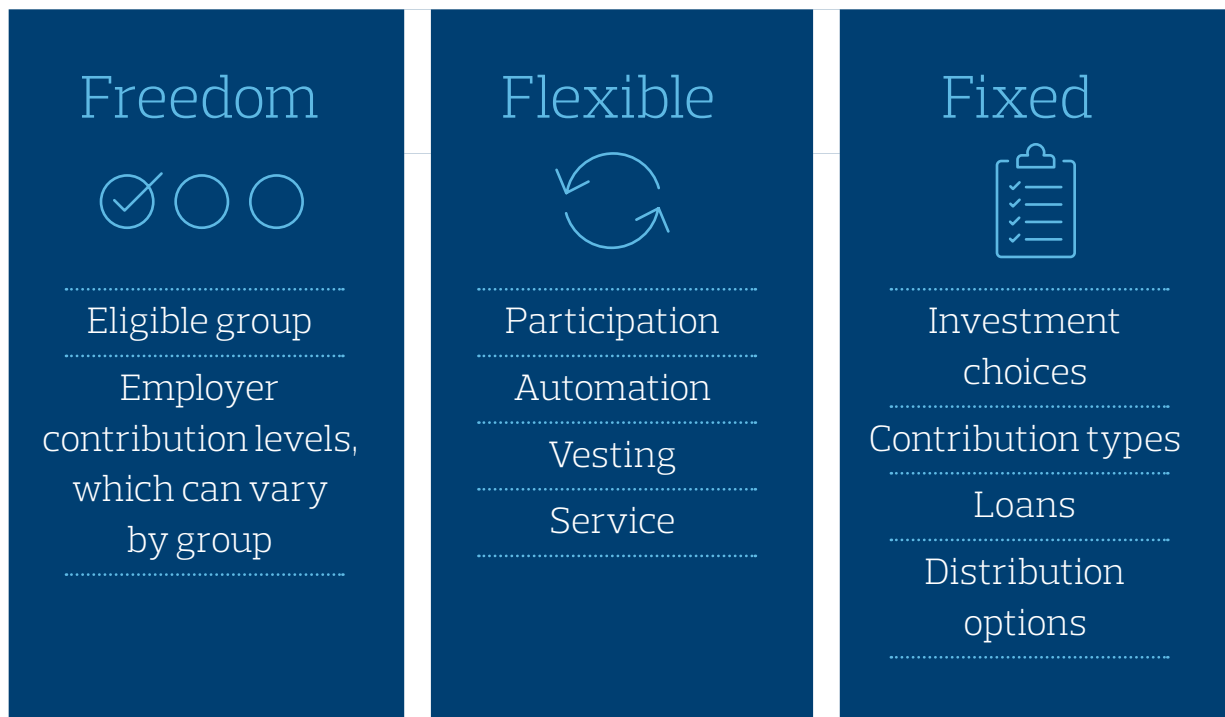 Freedom
Eligible group
Employer
contribution levels,
which can vary
by group
Flexible
Participation
Automation
Vesting
Service
Fixed
Investment
choices
Contribution types
Loans
Distribution
options